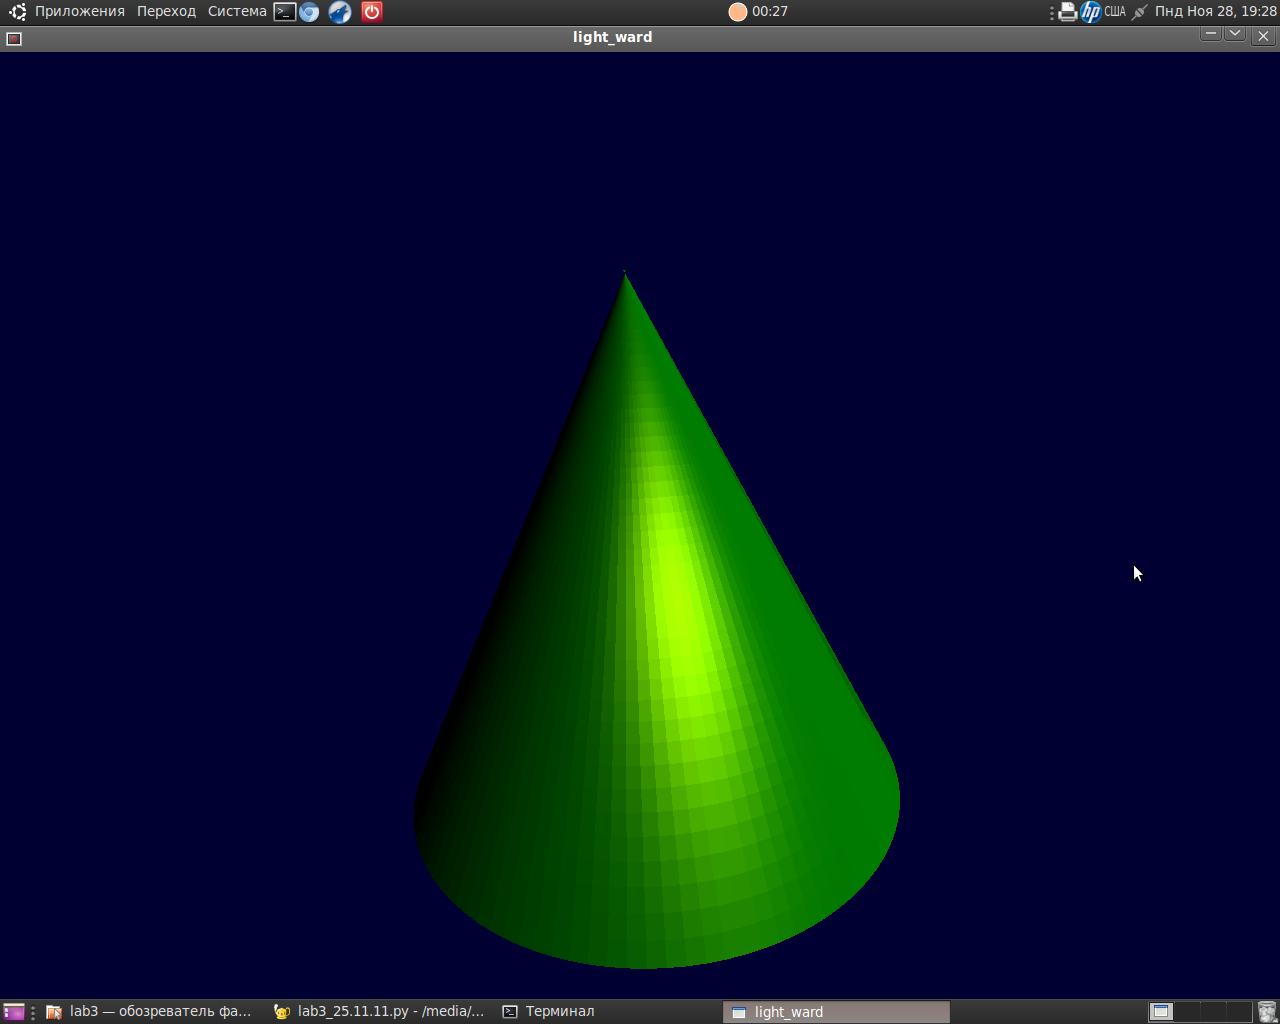 Приложения Переход Система 00:27 hp США Пнд Ноя 28, 19:28
light_ward
lab3 — обозреватель фа... lab3_25.11.11.py - /media/... Терминал light_ward